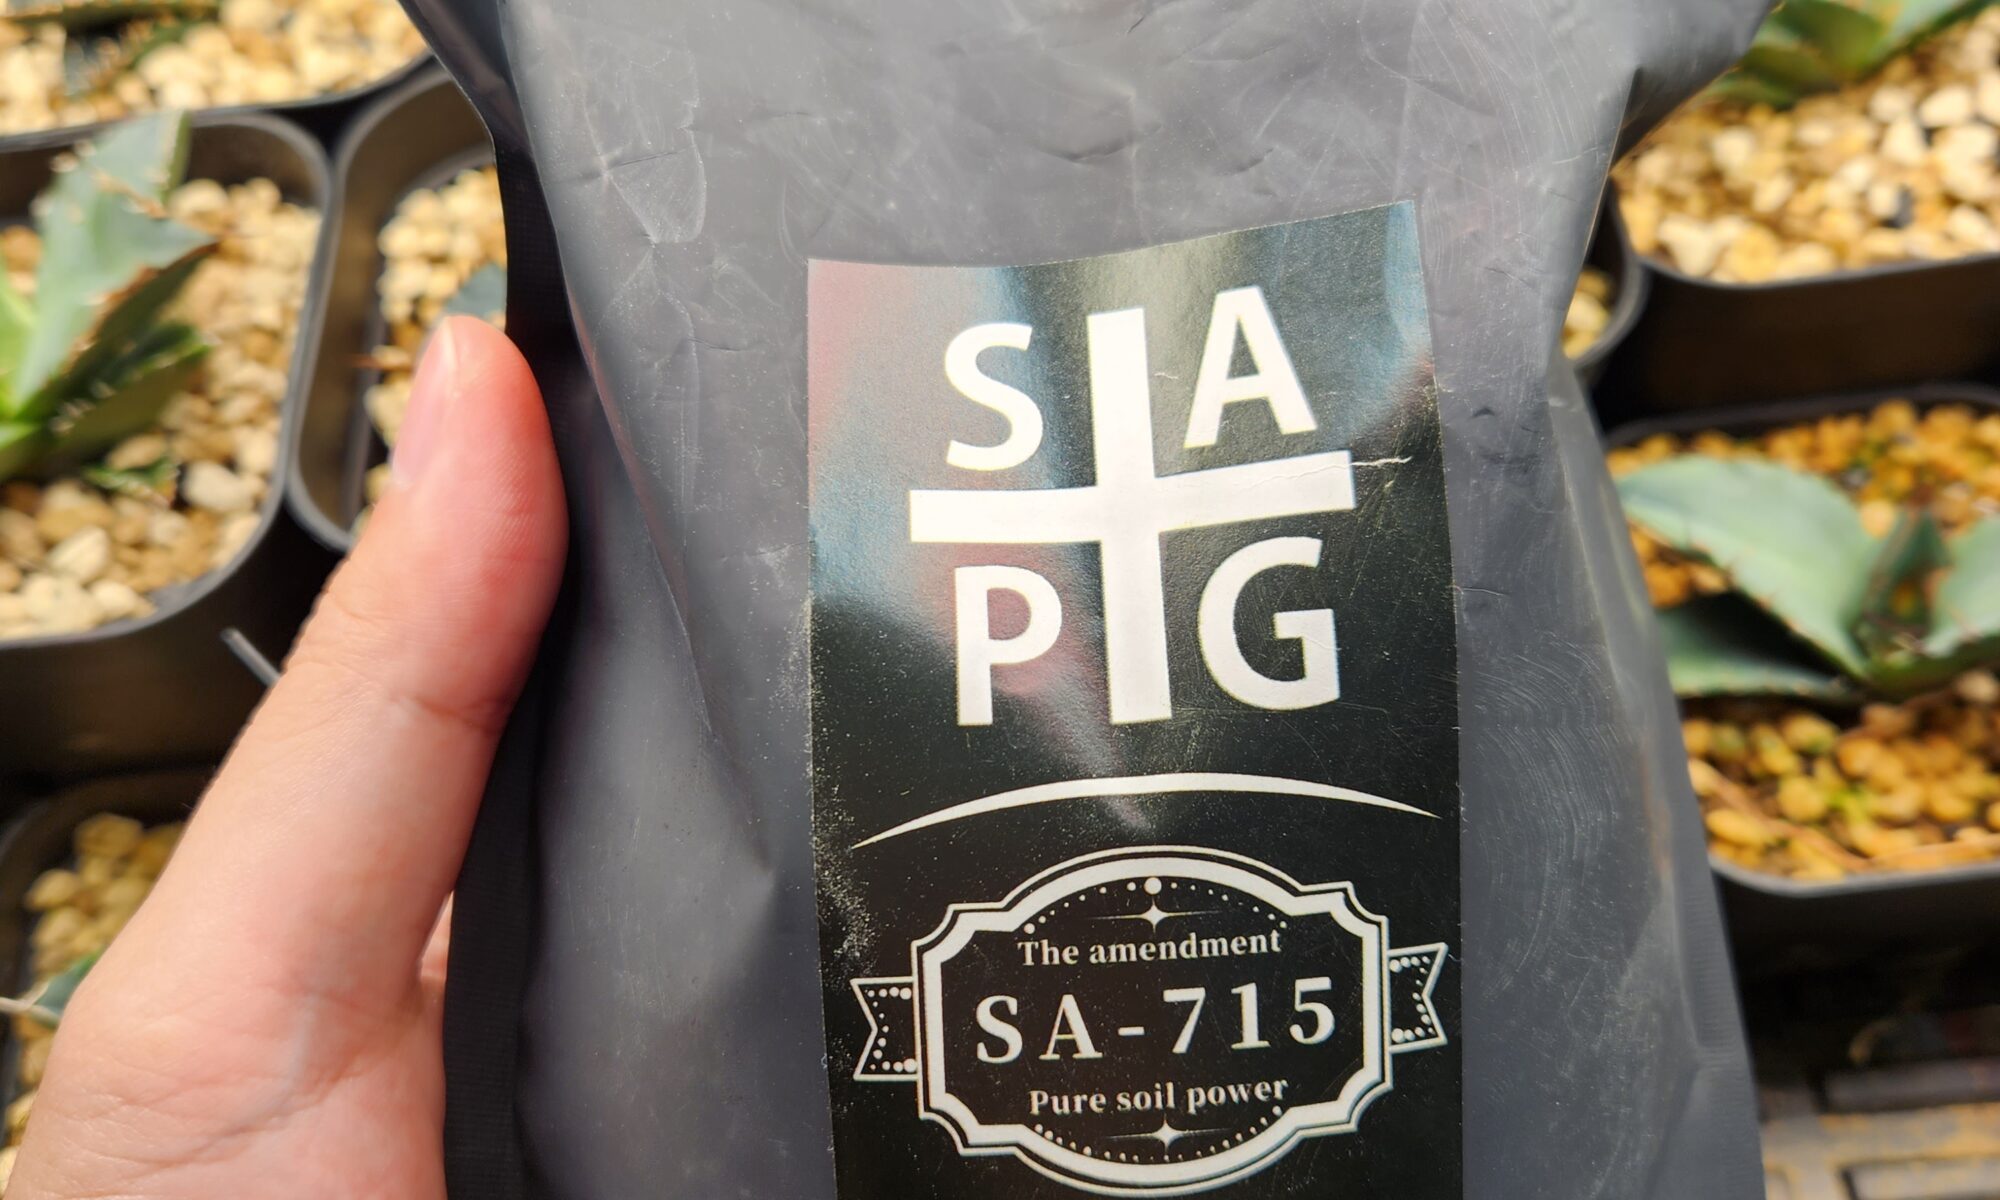 S A
P G
The amendment
SA-715
Pure soil power